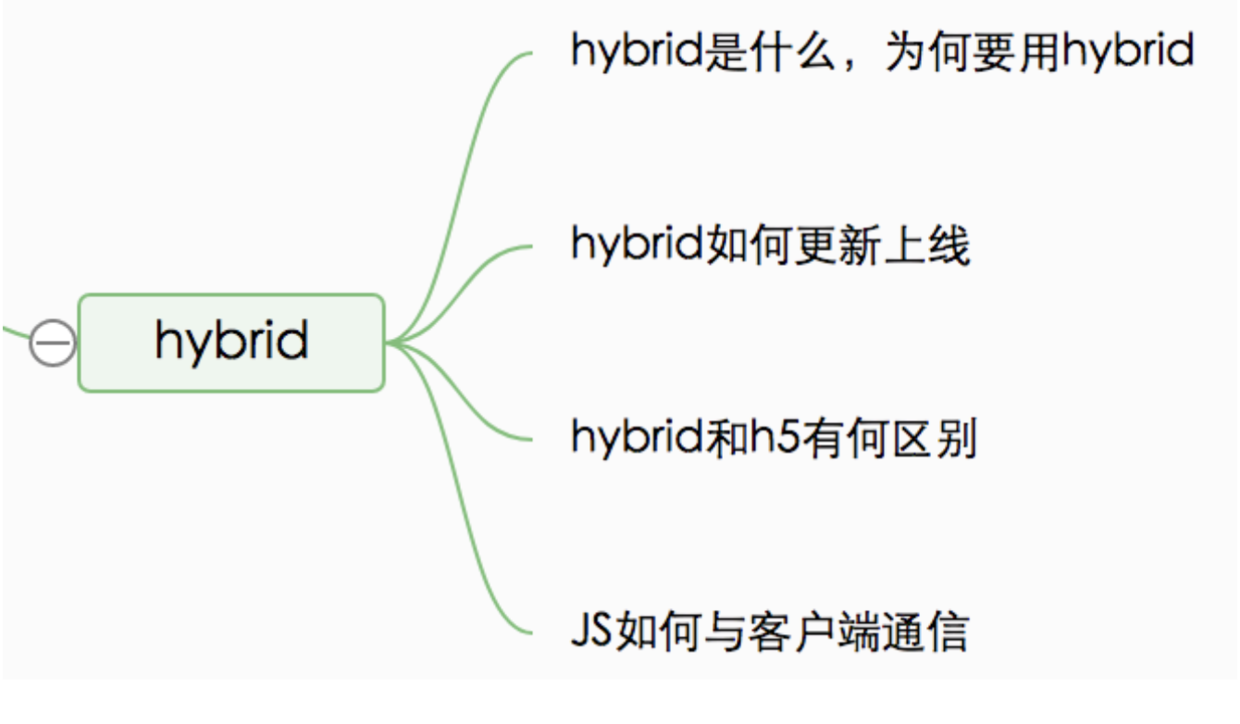 hybrid是什么，为何要用hybrid
hybrid如何更新上线
hybrid
hybrid和h5有何区别
JS如何与客户端通信